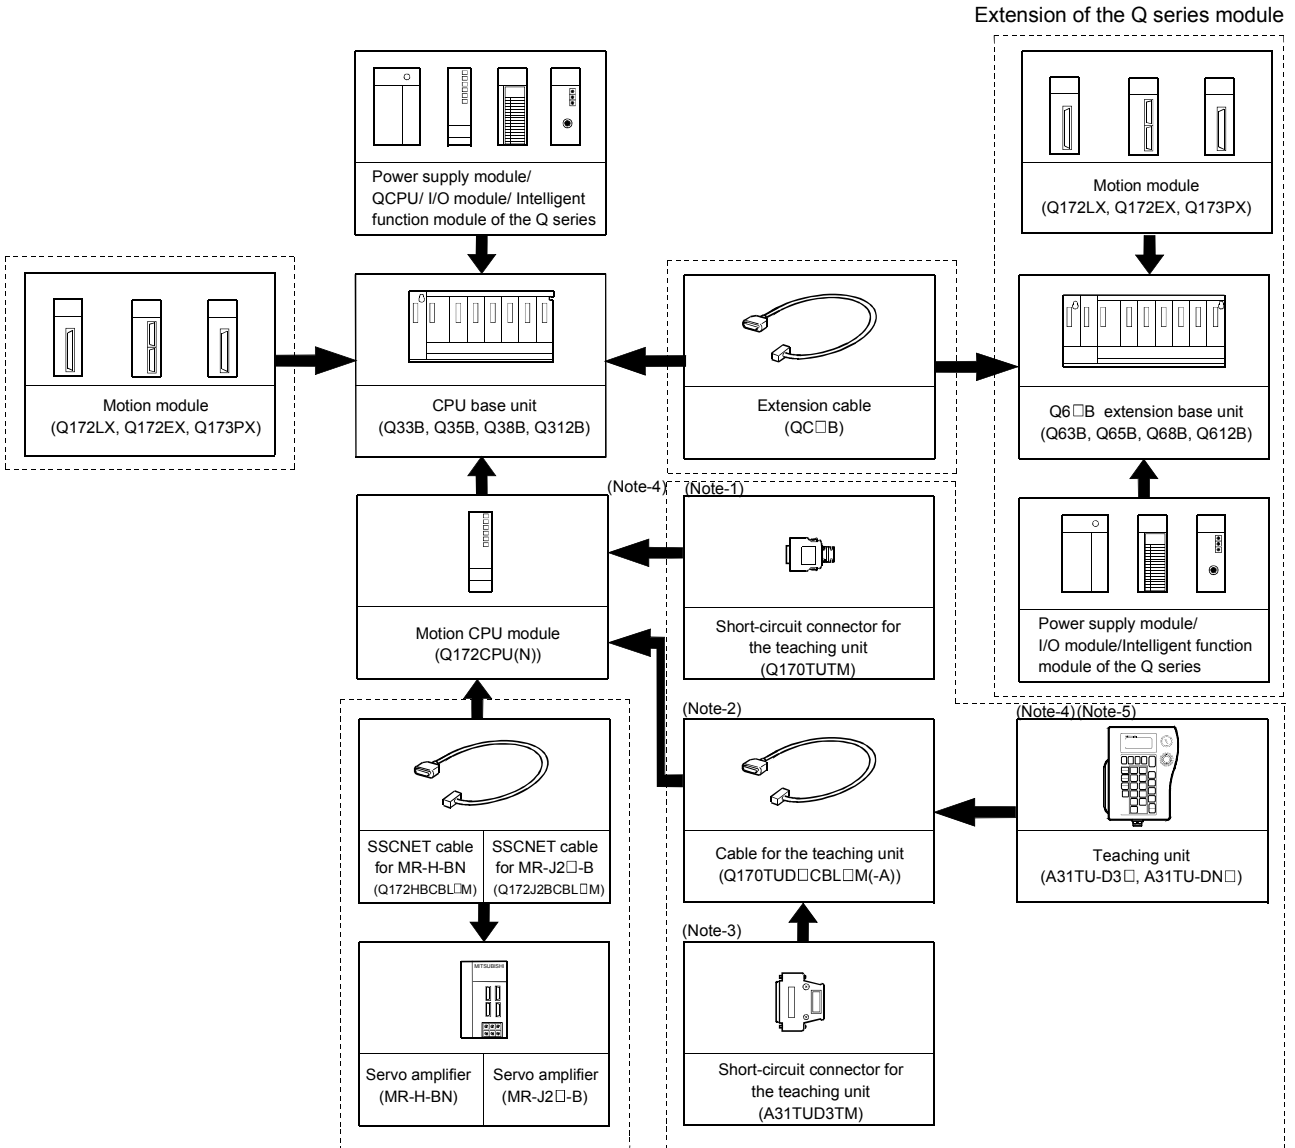 Extension of the Q series module
Power supply module/
QCPU/ I/O module/ Intelligent
function module of the Q series
Motion module
(Q172LX, Q172EX, Q173PX)
Motion module
(Q172LX, Q172EX, Q173PX)
CPU base unit
(Q33B, Q35B, Q38B, Q312B)
Extension cable
(QC□B)
Q6□B extension base unit
(Q63B, Q65B, Q68B, Q612B)
(Note-4)
(Note-1)
Motion CPU module
(Q172CPU(N))
Short-circuit connector for
the teaching unit
(Q170TUTM)
Power supply module/
I/O module/Intelligent function
module of the Q series
(Note-2)
(Note-4)(Note-5)
SSCNET cable
for MR-H-BN
(Q172HBCBL□M)
SSCNET cable
for MR-J2□-B
(Q172J2BCBL□M)
Cable for the teaching unit
(Q170TUD□CBL□M(-A))
Teaching unit
(A31TU-D3□, A31TU-DN□)
(Note-3)
MITSUBISHI
Servo amplifier
(MR-H-BN)
Servo amplifier
(MR-J2□-B)
Short-circuit connector for
the teaching unit
(A31TUD3TM)